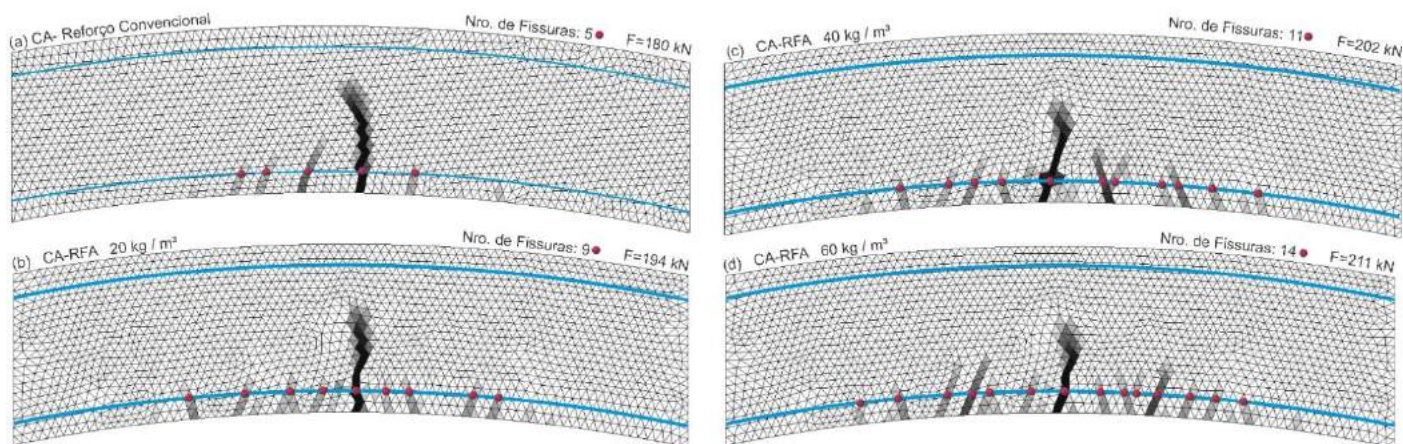 (a) CA- Reforço Convencional Nro. de Fissuras: 5 F=180 kN
(b) CA-RFA 20 kg / m³ Nro. de Fissuras: 9 F=194 kN
(c) CA-RFA 40 kg / m³ Nro. de Fissuras: 11 F=202 kN
(d) CA-RFA 60 kg / m³ Nro. de Fissuras: 14 F=211 kN